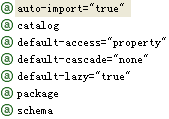 auto-import="true"
catalog
default-access="property"
default-cascade="none"
default-lazy="true"
package
schema